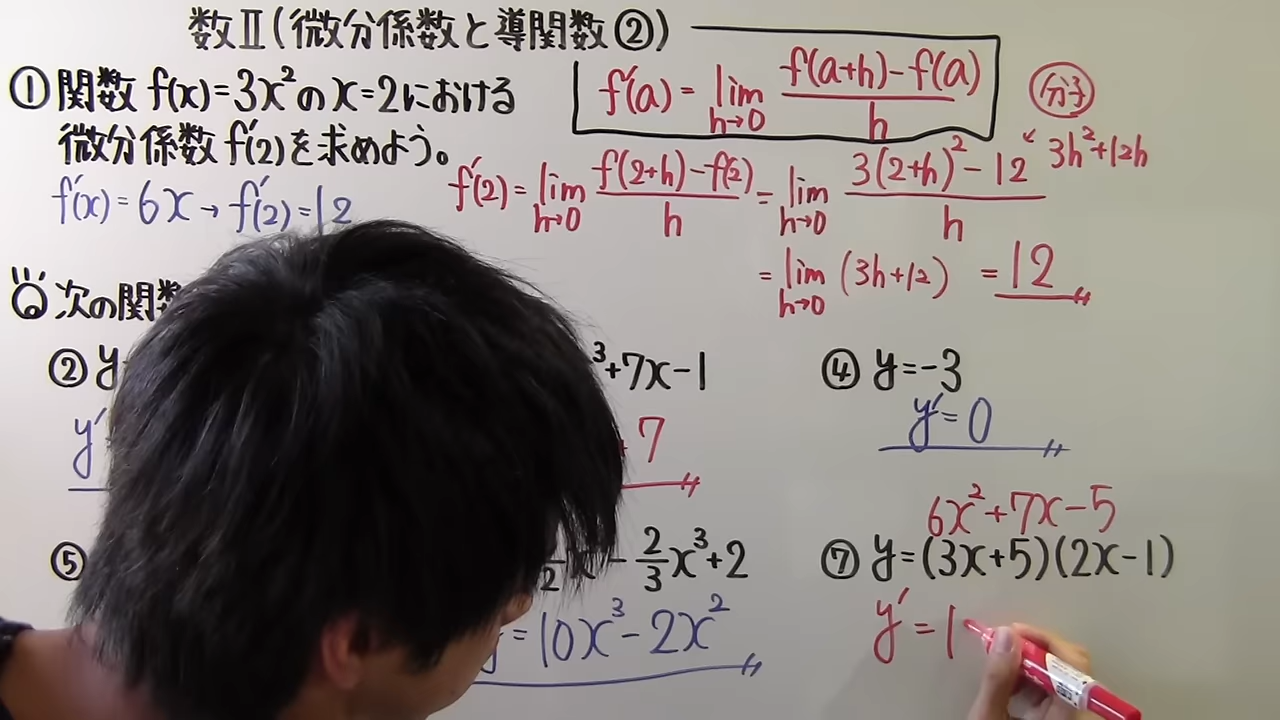 数Ⅱ(微分係数と導関数②)
f'(a) = lim h→0 f(a+h)-f(a) / h
①関数 f(x)=3x²のx=2における
微分係数f'(2)を求めよう。
f'(x)=6x→f'(2)=12
分子
3h²+12h
f'(2)= lim h→0 f(2+h)-f(2) / h = lim h→0 3(2+h)²-12 / h
= lim h→0 (3h+12) = 12
次の関数
② y
y'
³+7x-1
+7
④ y=-3
y'=0
⑤
2/3x³+2
= 10x³-2x²
6x²+7x-5
⑦ y=(3x+5)(2x-1)
y'=1